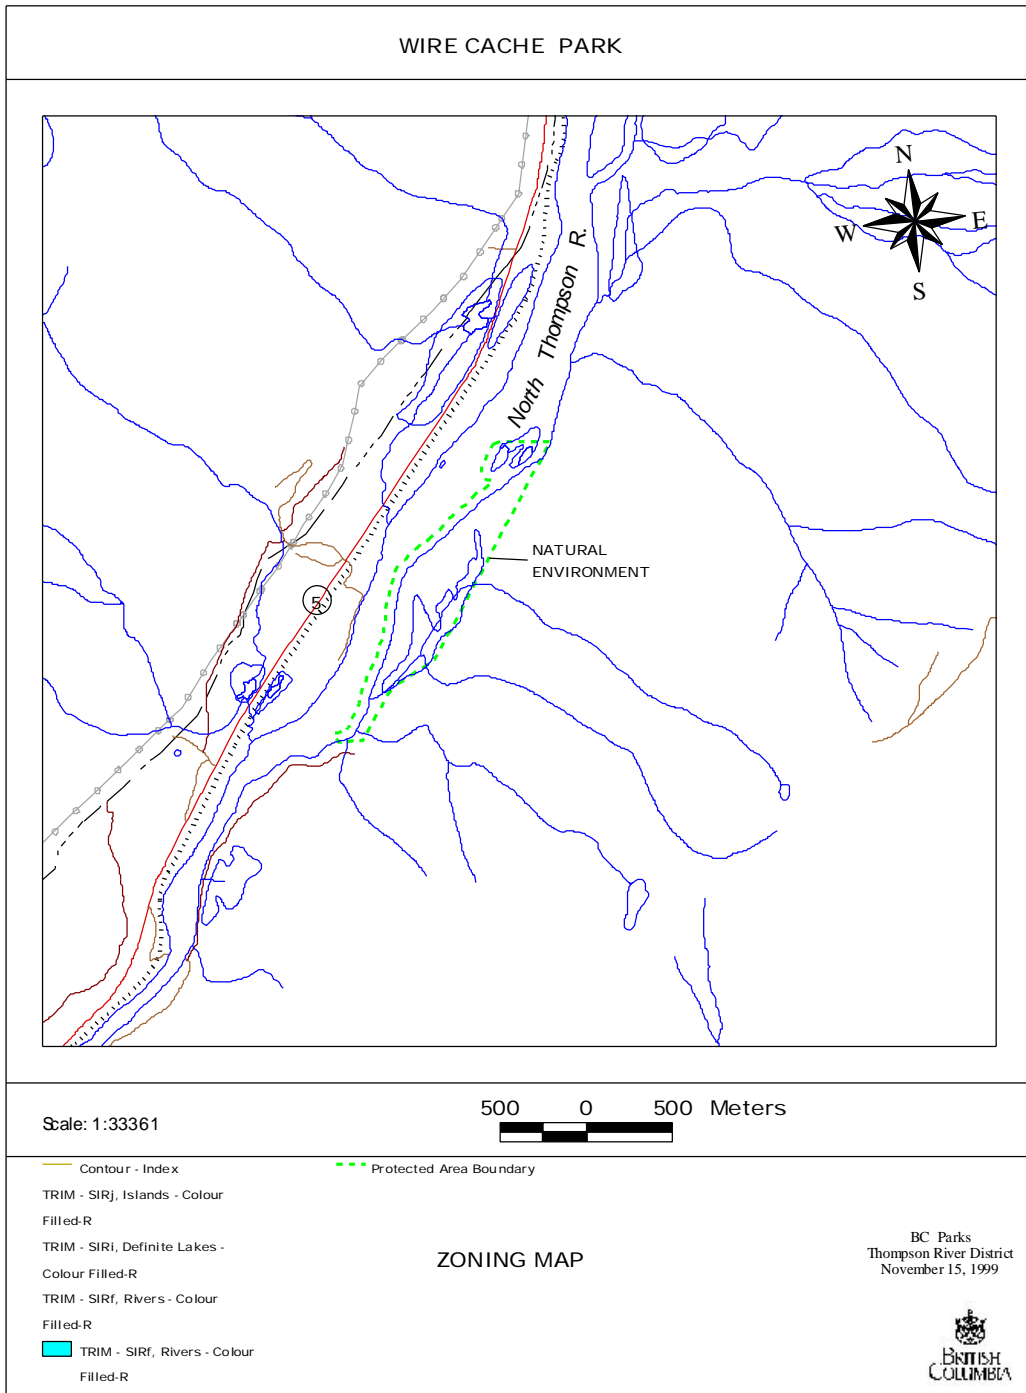 WIRE CACHE PARK
N
W
E
S
North Thompson R.
NATURAL
ENVIRONMENT
5
Scale: 1:33361
500 0 500 Meters
Contour - Index
Protected Area Boundary
TRIM - SIRj, Islands - Colour
Filled-R
TRIM - SIRi, Definite Lakes -
Colour Filled-R
TRIM - SIRf, Rivers - Colour
Filled-R
TRIM - SIRf, Rivers - Colour
Filled-R
ZONING MAP
BC Parks
Thompson River District
November 15, 1999
BRITISH
COLUMBIA